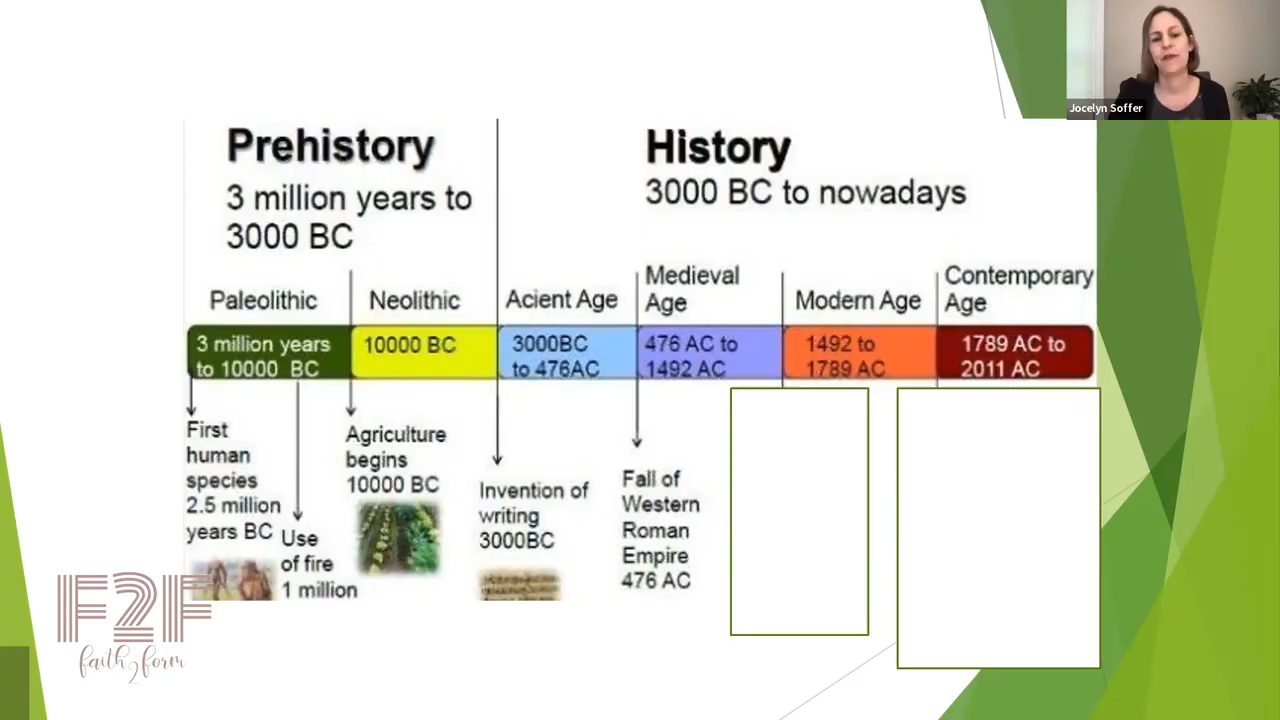 Jocelyn Soffer
Prehistory
3 million years to
3000 BC
History
3000 BC to nowadays
Paleolithic
Neolithic
Acient Age
Medieval
Age
Modern Age
Contemporary
Age
3 million years
to 10000 BC
10000 BC
3000BC
to 476AC
476 AC to
1492 AC
1492 to
1789 AC
1789 AC to
2011 AC
First
human
species
2.5 million
years BC
Use
of fire
1 million
Agriculture
begins
10000 BC
Invention of
writing
3000BC
Fall of
Western
Roman
Empire
476 AC
F2F
faith2form